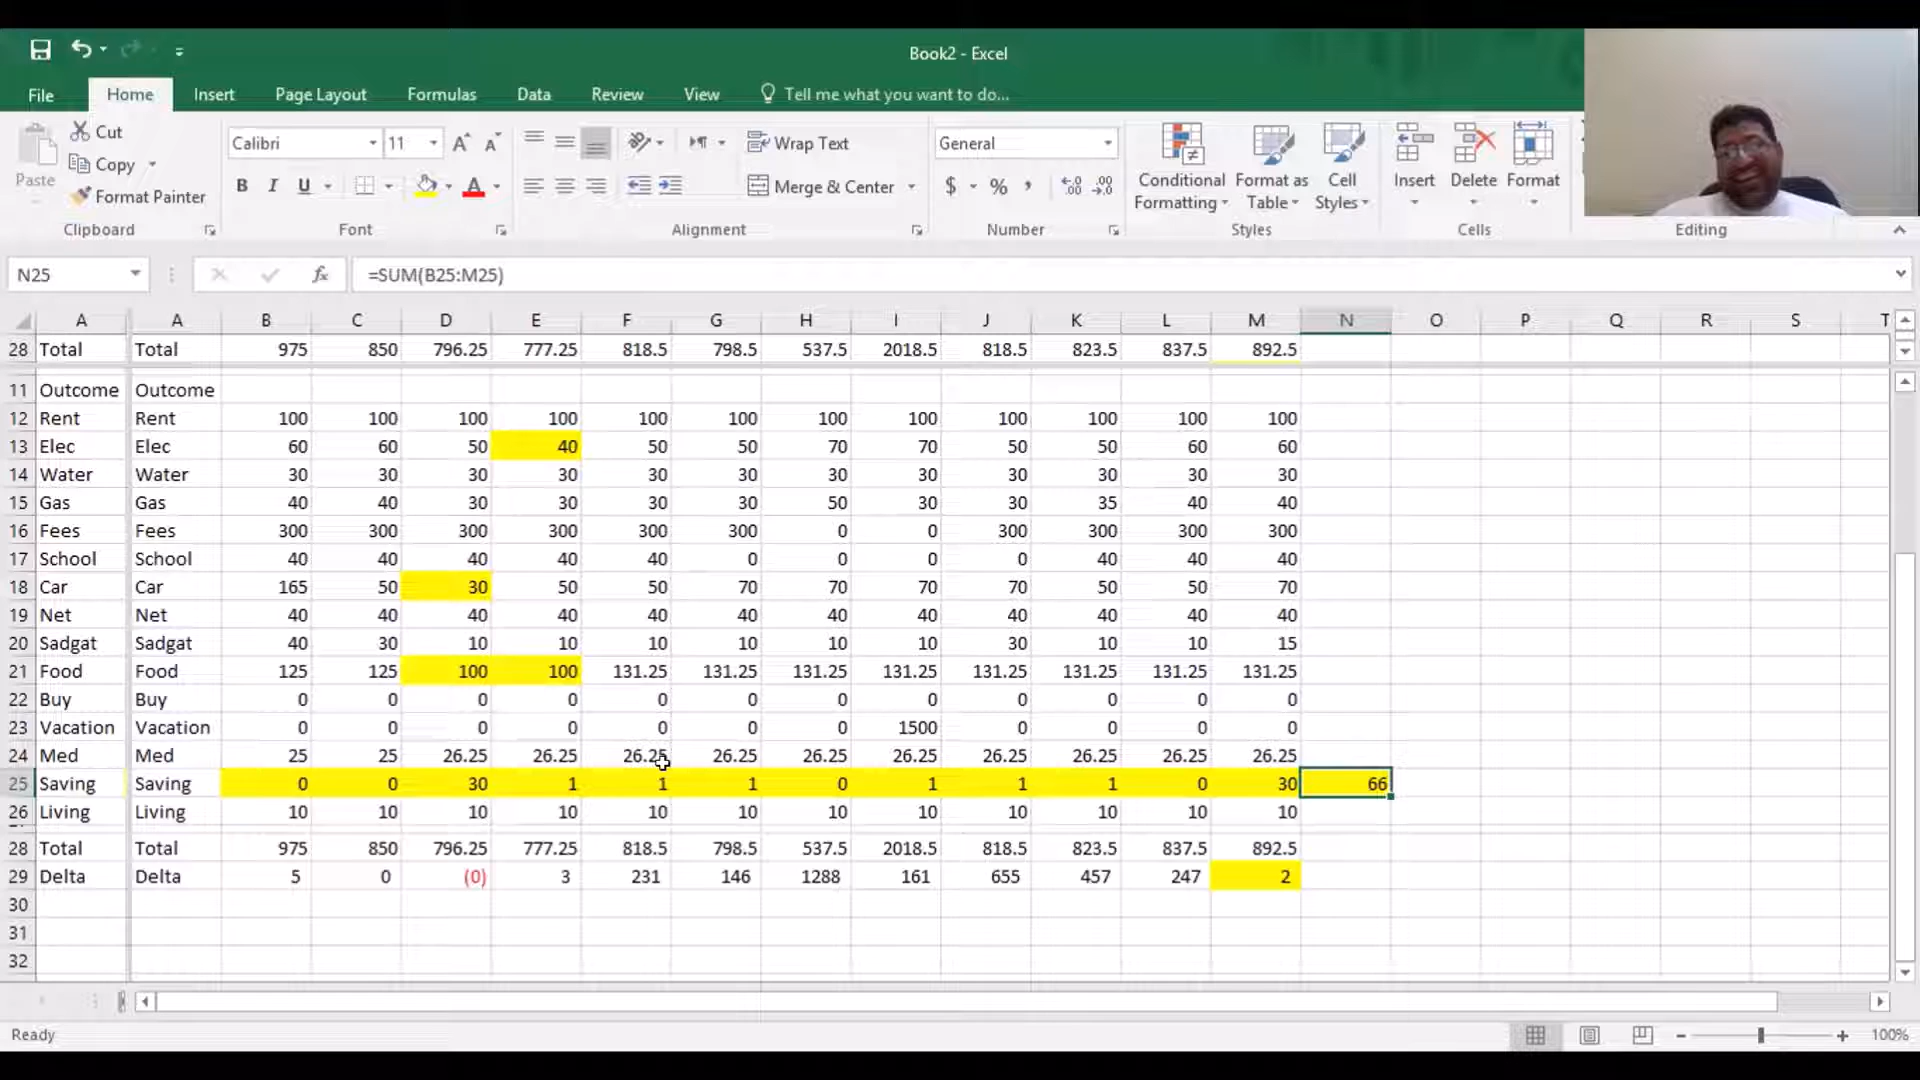 Book2 - Excel
File Home Insert Page Layout Formulas Data Review View Tell me what you want to do...
Paste Cut Copy Format Painter Clipboard
Calibri 11 A A B I U A Font
Wrap Text Merge & Center Alignment
General $ % , .00 Number
Conditional Formatting Format as Table Cell Styles Styles
Insert Delete Format Cells
Editing
N25 fx =SUM(B25:M25)
A A B C D E F G H I J K L M N O P Q R S T
28 Total Total 975 850 796.25 777.25 818.5 798.5 537.5 2018.5 818.5 823.5 837.5 892.5
11 Outcome Outcome
12 Rent Rent 100 100 100 100 100 100 100 100 100 100 100 100
13 Elec Elec 60 60 50 40 50 50 70 70 50 50 60 60
14 Water Water 30 30 30 30 30 30 30 30 30 30 30 30
15 Gas Gas 40 40 30 30 30 30 50 30 30 35 40 40
16 Fees Fees 300 300 300 300 300 300 0 0 300 300 300 300
17 School School 40 40 40 40 40 0 0 0 0 40 40 40
18 Car Car 165 50 30 50 50 70 70 70 70 50 50 70
19 Net Net 40 40 40 40 40 40 40 40 40 40 40 40
20 Sadgat Sadgat 40 30 10 10 10 10 10 10 30 10 10 15
21 Food Food 125 125 100 100 131.25 131.25 131.25 131.25 131.25 131.25 131.25 131.25
22 Buy Buy 0 0 0 0 0 0 0 0 0 0 0 0
23 Vacation Vacation 0 0 0 0 0 0 0 1500 0 0 0 0
24 Med Med 25 25 26.25 26.25 26.25 26.25 26.25 26.25 26.25 26.25 26.25 26.25
25 Saving Saving 0 0 30 1 1 1 0 1 1 1 0 30 66
26 Living Living 10 10 10 10 10 10 10 10 10 10 10 10
28 Total Total 975 850 796.25 777.25 818.5 798.5 537.5 2018.5 818.5 823.5 837.5 892.5
29 Delta Delta 5 0 (0) 3 231 146 1288 161 655 457 247 2
30
31
32
Ready 100%